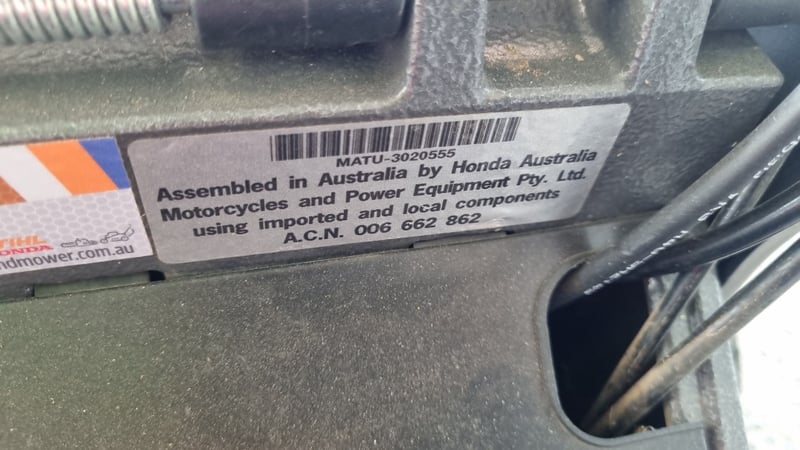 MATU-3020555
Assembled in Australia by Honda Australia
Motorcycles and Power Equipment Pty. Ltd.
using imported and local components
A.C.N. 006 662 862
STIHL
HONDA
ndmower.com.au